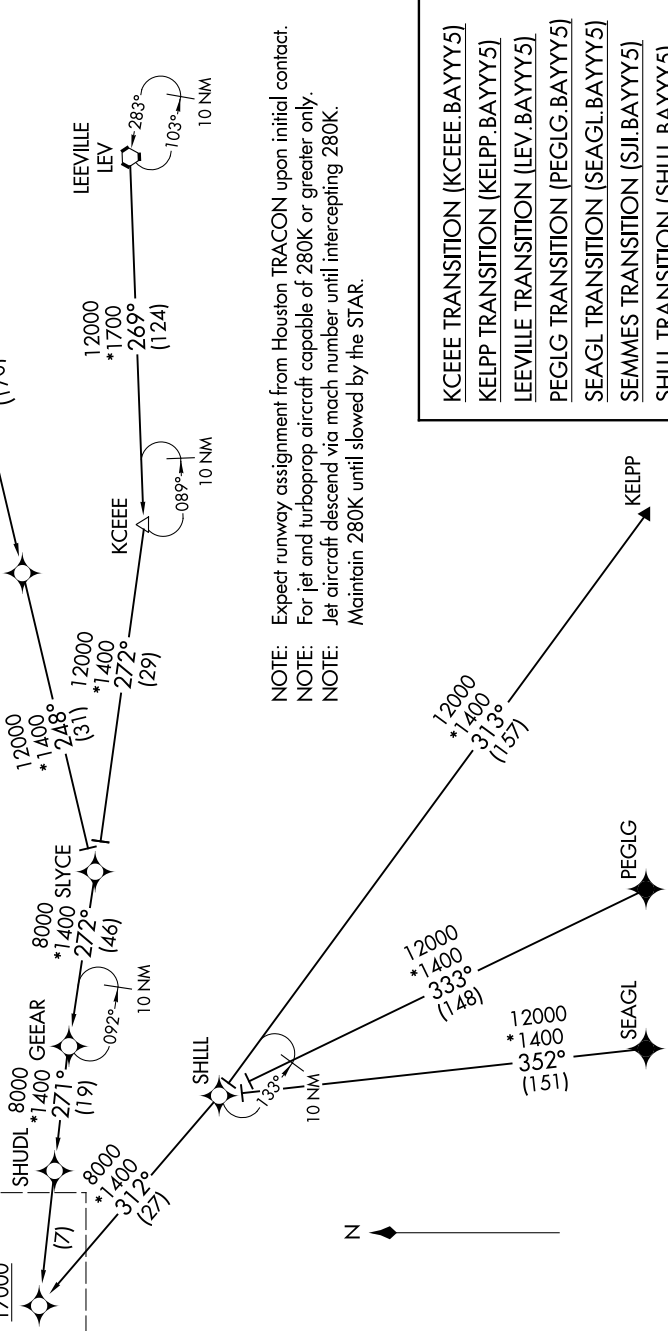 LEEVILLE
LEV
283°
103°
10 NM
12000
*1700
269°
(124)
KCEEE
089°
10 NM
12000
*1400
248°
(31)
12000
*1400
272°
(29)
SLYCE
8000
*1400
272°
(46)
GEEAR
092°
10 NM
SHUDL
8000
*1400
271°
(19)
(7)
17000
SHLLL
133°
10 NM
8000
*1400
312°
(27)
12000
*1400
313°
(157)
KELPP
12000
*1400
333°
(148)
PEGLG
12000
*1400
352°
(151)
SEAGL
N
NOTE: Expect runway assignment from Houston TRACON upon initial contact.
NOTE: For jet and turboprop aircraft capable of 280K or greater only.
NOTE: Jet aircraft descend via mach number until intercepting 280K.
Maintain 280K until slowed by the STAR.
KCEEE TRANSITION (KCEEE.BAYYY5)
KELPP TRANSITION (KELPP.BAYYY5)
LEEVILLE TRANSITION (LEV.BAYYY5)
PEGLG TRANSITION (PEGLG.BAYYY5)
SEAGL TRANSITION (SEAGL.BAYYY5)
SEMMES TRANSITION (SJI.BAYYY5)
SHLLL TRANSITION (SHLLL.BAYYY5)